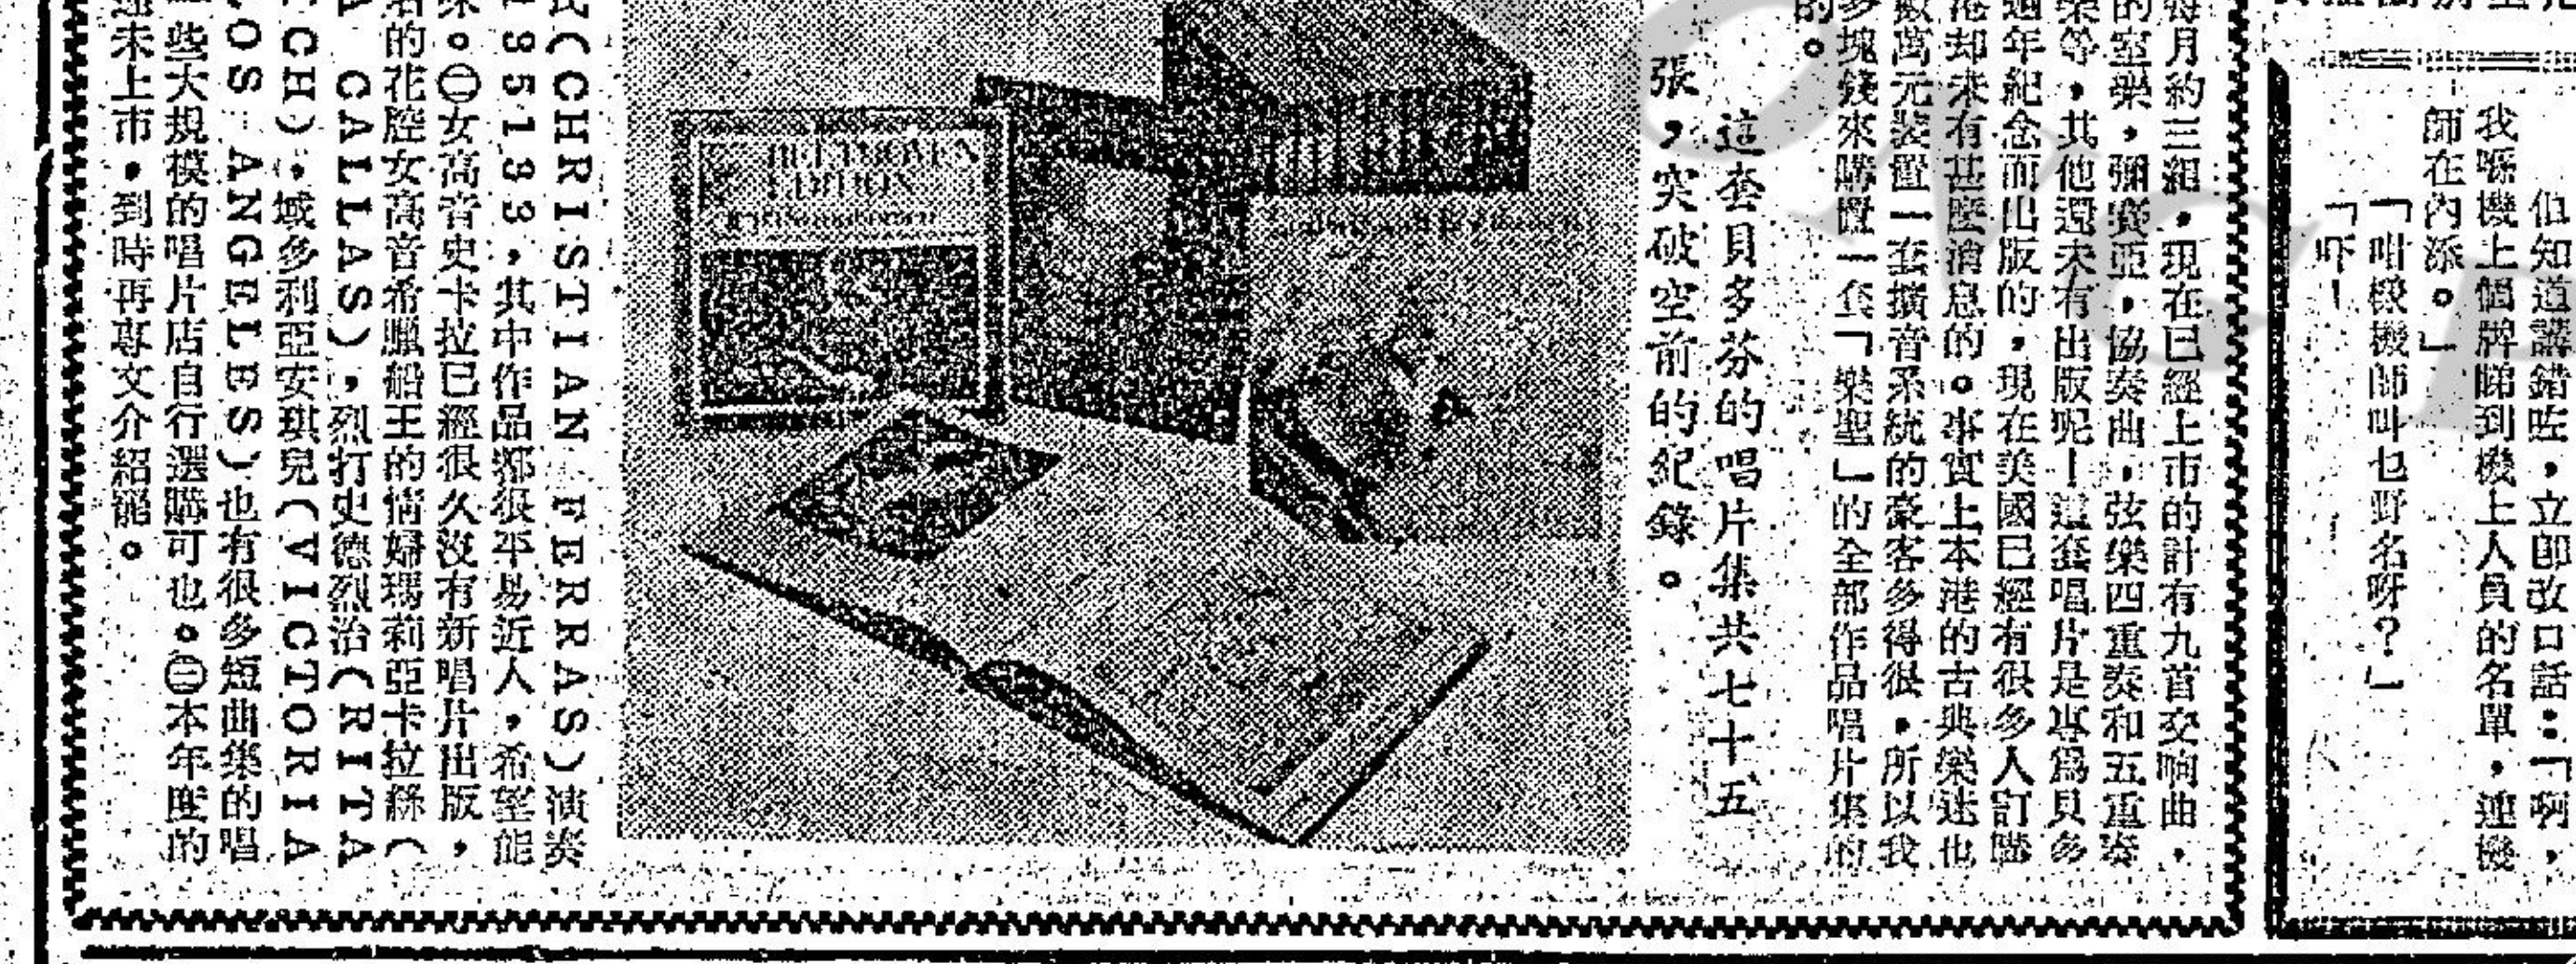 伯知道講錯咗,立卽改口話:「啊,
我喺機上個牌睇到機上人員的名單,連機
師在內添。」
「咁機師叫乜野名呀?」
「吓!
每月約三組,現在已經上市的計有九首交响曲,
的室樂,彌賽亞,協奏曲,弦樂四重奏和五重奏
樂等,其他還未有出版呢!這套唱片是專爲貝多
週年紀念而出版的,現在美國已經有很多人訂購
港却未有甚麼消息的。事實上本港的古典樂迷也
數萬元裝置一套擴音系統的豪客多得很,所以我
多塊錢來購置一套「樂聖」的全部作品唱片集的
的。
這套貝多芬的唱片集共七十五
張,突破空前的紀錄。
BEETHOVEN
EDITION
(CHRISTIAN FERRAS)演奏
135133,其中作品都很平易近人,希望能
。㊁女高音史卡拉已經很久沒有新唱片出版,
名的花腔女高音希臘船王的情婦瑪莉亞卡拉絲(
A CALLAS),烈打史德烈治(RITA
CH),域多利亞安琪兒(VICTORIA
LOS ANGELES)也有很多短曲集的唱
一些大規模的唱片店自行選購可也。㊂本年度的
未上市,到時再專文介紹罷。